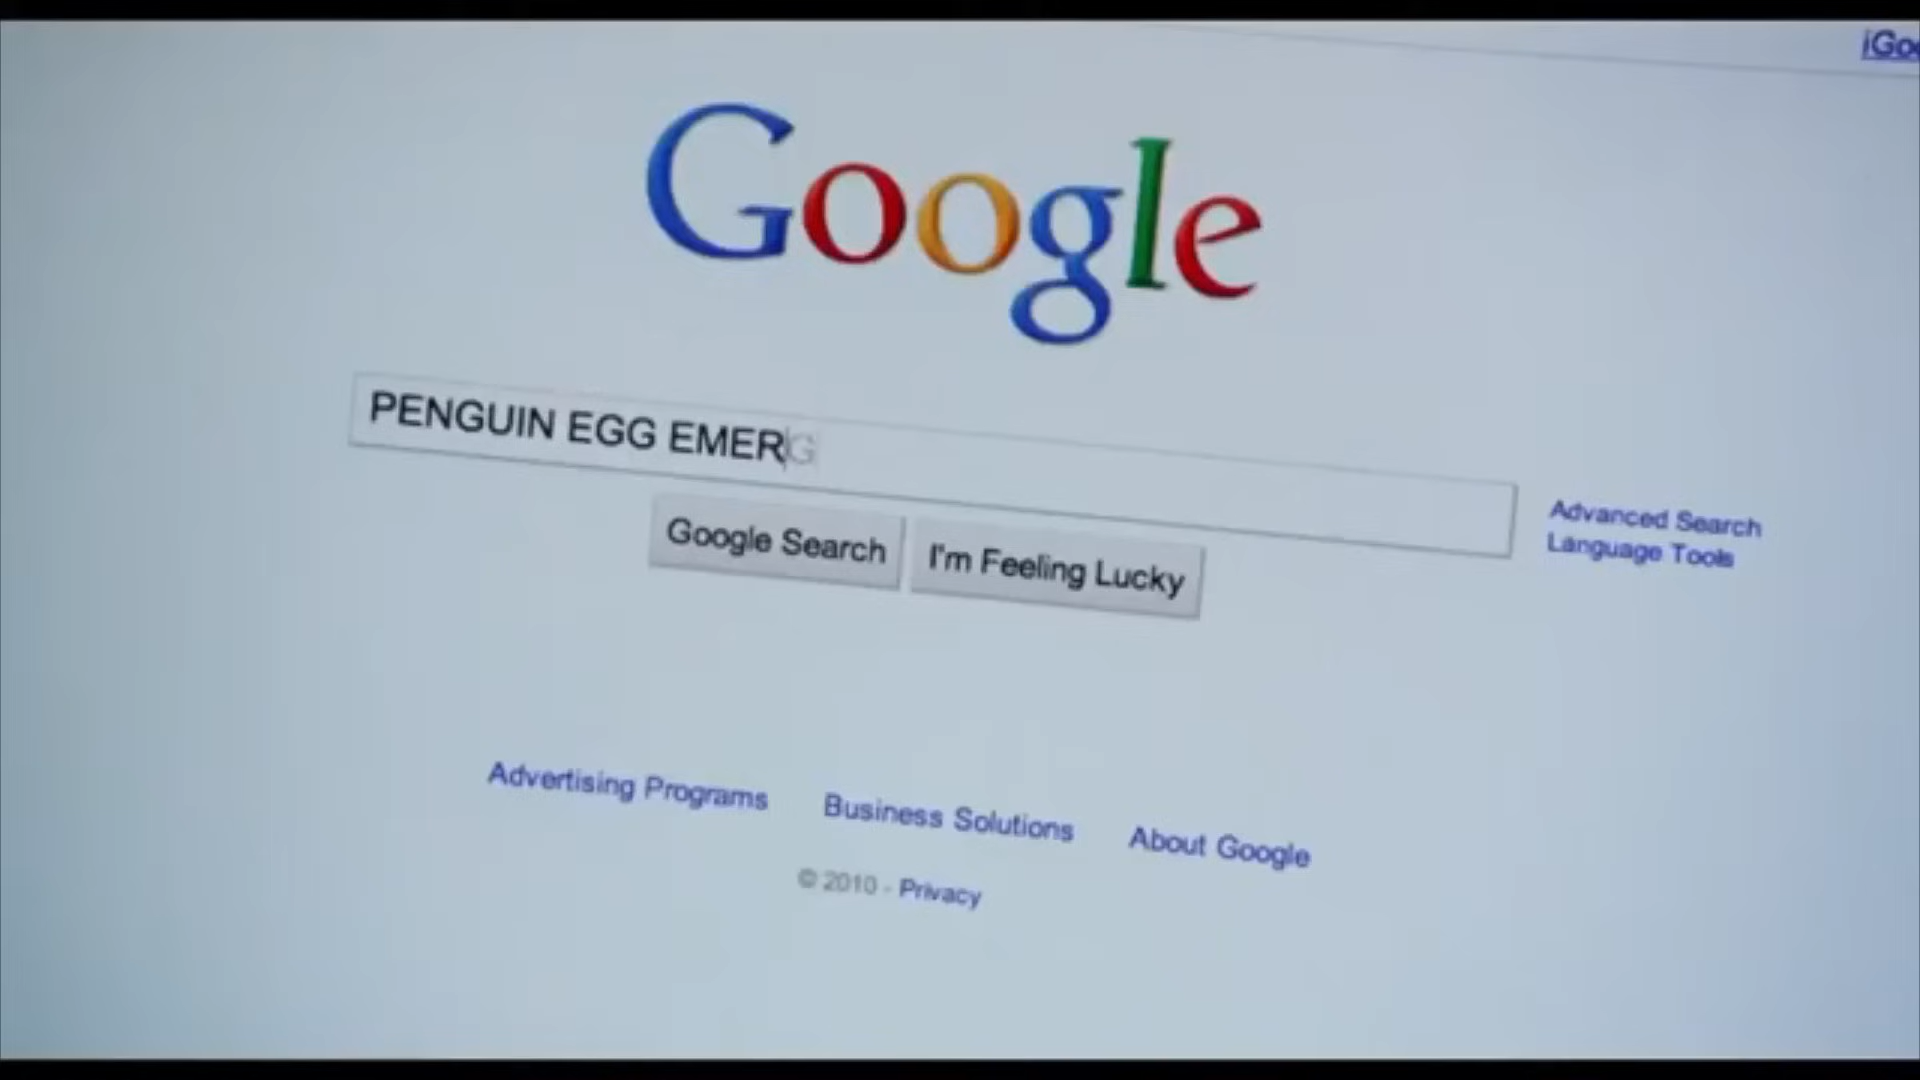 iGoo
Google
PENGUIN EGG EMERG
Advanced Search
Language Tools
Google Search I'm Feeling Lucky
Advertising Programs Business Solutions About Google
© 2010 - Privacy